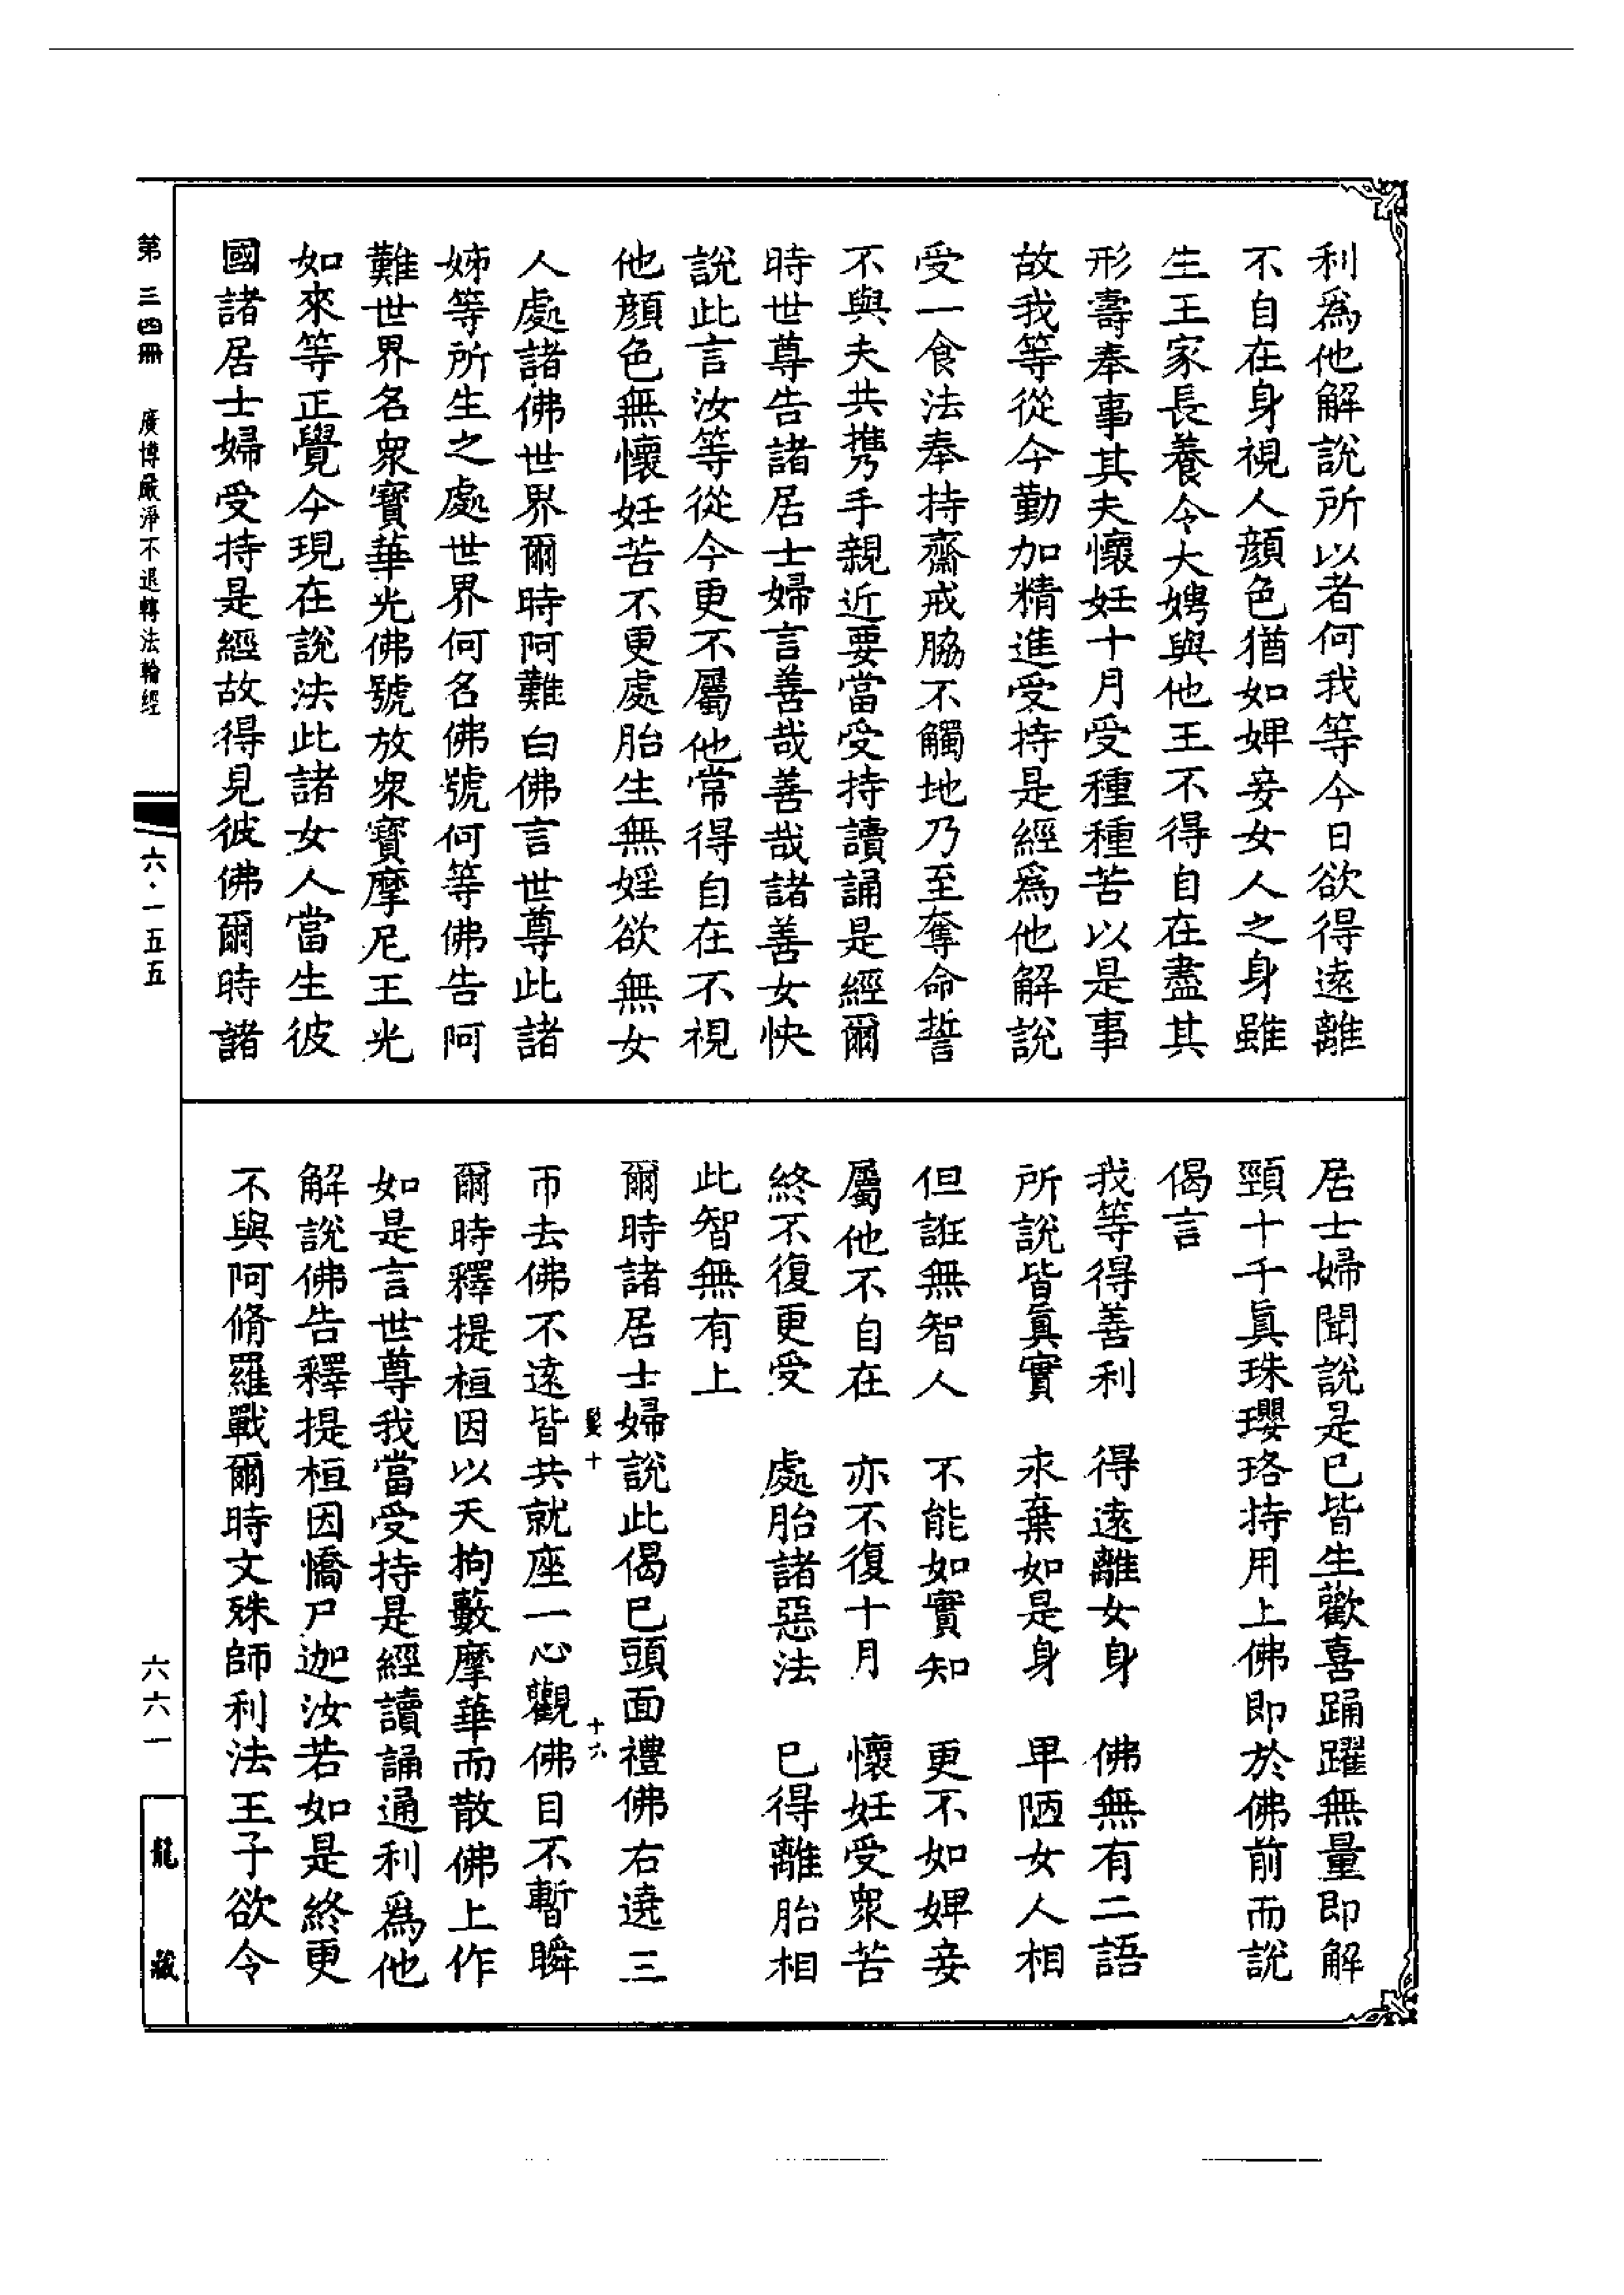 利爲他解說所以者何我等今日欲得遠離
不自在身視人顔色猶如婢妾女人之身雖
生王家長養令大娉與他王不得自在盡其
形壽奉事其夫懷妊十月受種種苦以是事
故我等從今勤加精進受持是經爲他解說
受一食法奉持齋戒脇不觸地乃至奪命誓
不與夫共攜手親近要當受持讀誦是經爾
時世尊告諸居士婦言善哉善哉諸善女快
說此言汝等從今更不屬他常得自在不視
他顔色無懷妊苦不更處胎生無婬欲無女
人處諸佛世界爾時阿難白佛言世尊此諸
姊等所生之處世界何名佛號何等佛告阿
難世界名衆寶華光佛號放衆寶摩尼王光
如來等正覺今現在說法此諸女人當生彼
國諸居士婦受持是經故得見彼佛爾時諸
居士婦聞說是已皆生歡喜踊躍無量即解
頸十千眞珠瓔珞持用上佛即於佛前而說
偈言
我等得善利　得遠離女身　佛無有二語
所說皆眞實　永棄如是身　卑陋女人相
但誑無智人　不能如實知　更不如婢妾
屬他不自在　亦不復十月　懷妊受衆苦
終不復更受　處胎諸惡法　已得離胎相
此智無有上
爾時諸居士婦說此偈已頭面禮佛右遶三
髮十　十六
帀去佛不遠皆共就座一心觀佛目不暫瞬
爾時釋提桓因以天拘藪摩華而散佛上作
如是言世尊我當受持是經讀誦通利爲他
解說佛告釋提桓因憍尸迦汝若如是終更
不與阿脩羅戰爾時文殊師利法王子欲令
第三四冊　廣博嚴淨不退轉法輪經
六·一五五
六六一
龍藏